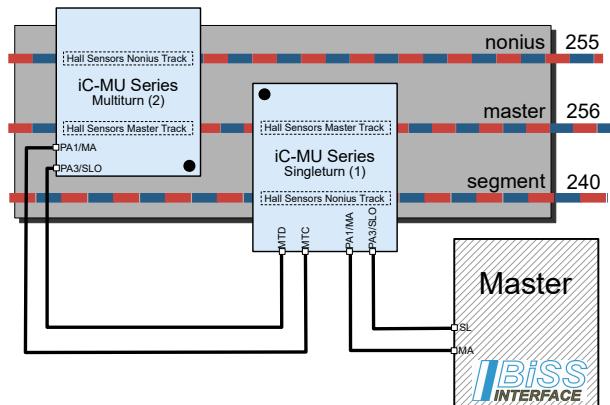 nonius 255
Hall Sensors Nonius Track
iC-MU Series
Multiturn (2)
Hall Sensors Master Track
PA1/MA
PA3/SLO
master 256
Hall Sensors Master Track
iC-MU Series
Singleturn (1)
segment 240
Hall Sensors Nonius Track
MTD
MTC
PA1/MA
PA3/SLO
Master
SL
MA
BiSS
INTERFACE